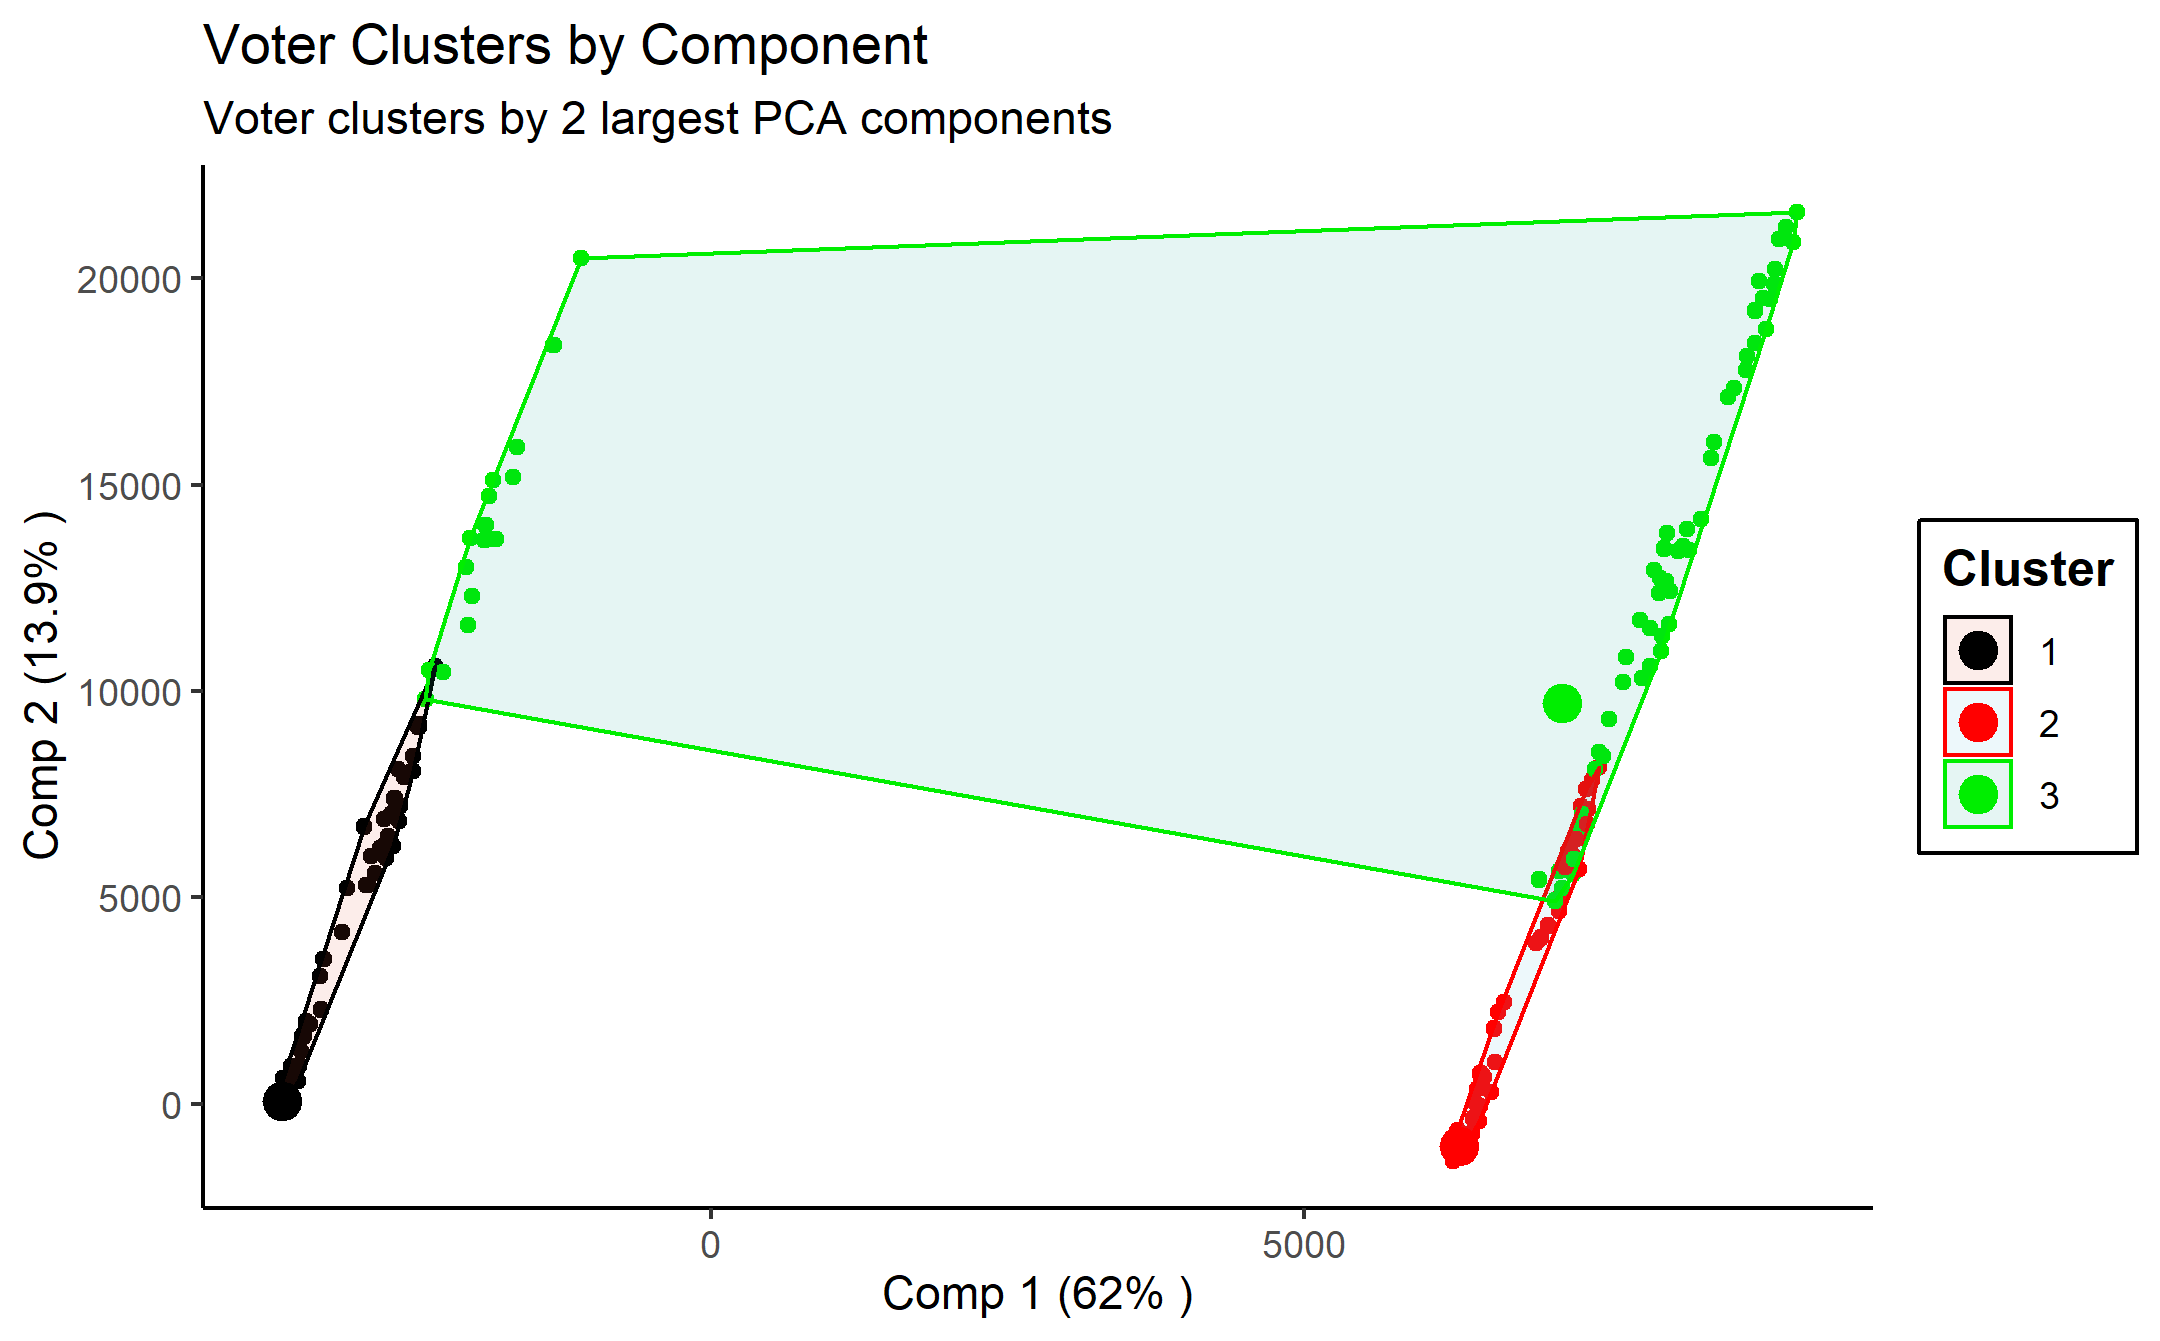 Voter Clusters by Component
Voter clusters by 2 largest PCA components
20000
15000
10000
5000
0
Comp 2 (13.9% )
0
5000
Comp 1 (62% )
Cluster
1
2
3